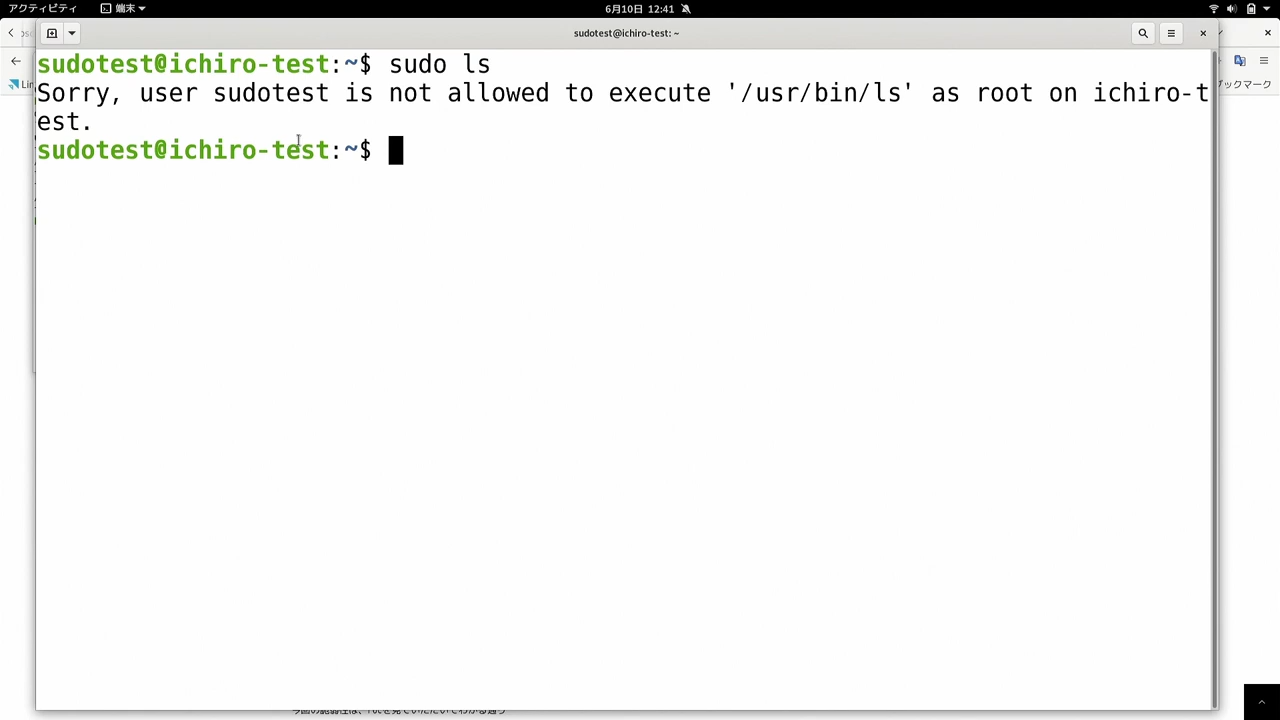 アクティビティ 端末 6月10日 12:41
sudotest@ichiro-test: ~
sudotest@ichiro-test:~$ sudo ls
Sorry, user sudotest is not allowed to execute '/usr/bin/ls' as root on ichiro-t
est.
sudotest@ichiro-test:~$
ブックマーク